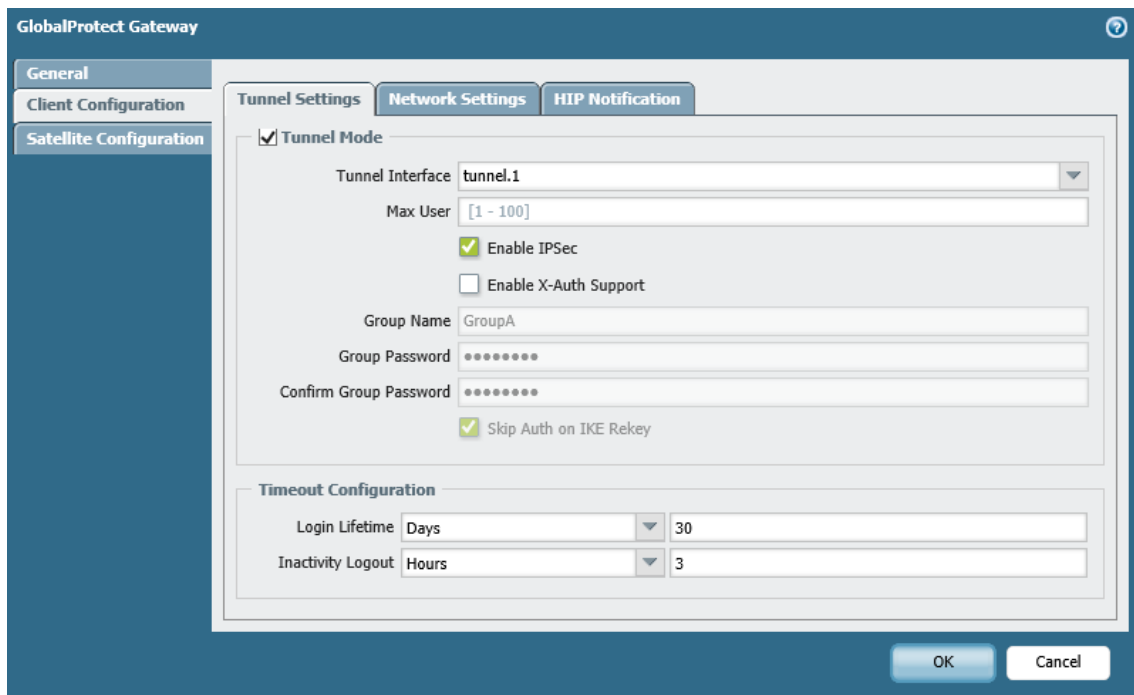 GlobalProtect Gateway
General
Client Configuration
Satellite Configuration
Tunnel Settings
Network Settings
HIP Notification
Tunnel Mode
Tunnel Interface tunnel.1
Max User [1 - 100]
Enable IPSec
Enable X-Auth Support
Group Name GroupA
Group Password ••••••••
Confirm Group Password ••••••••
Skip Auth on IKE Rekey
Timeout Configuration
Login Lifetime Days 30
Inactivity Logout Hours 3
OK Cancel